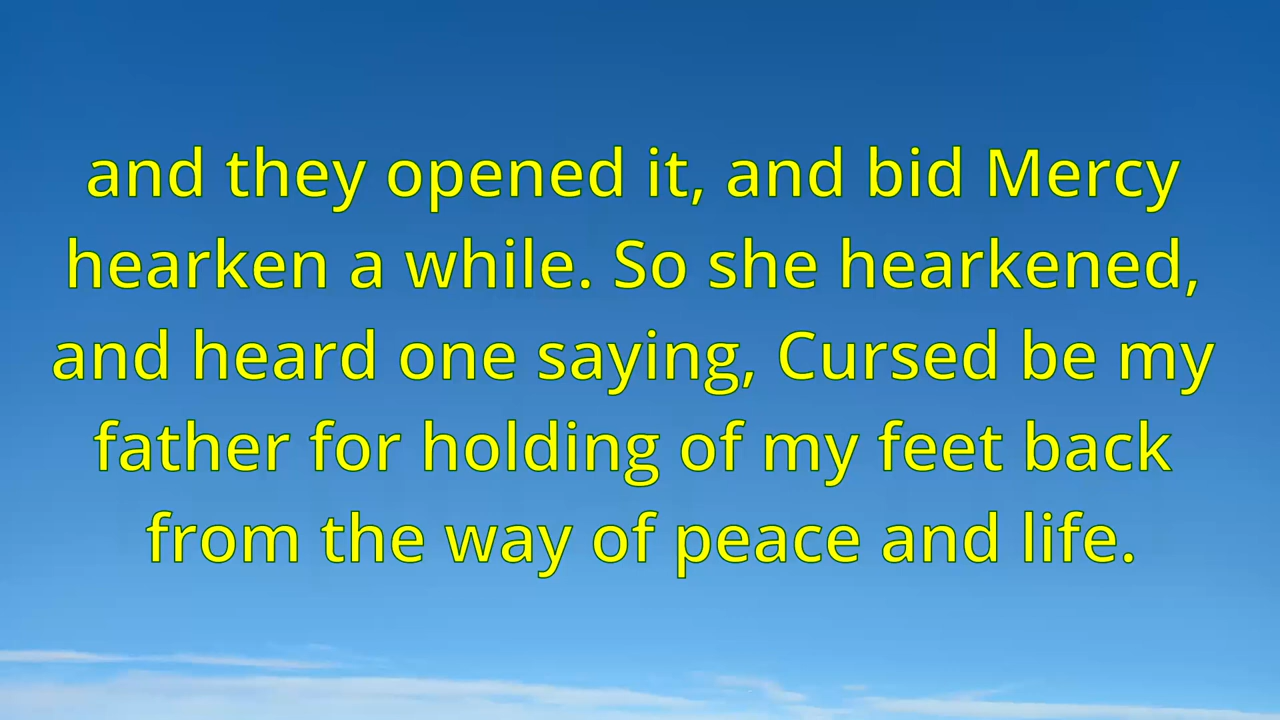 and they opened it, and bid Mercy
hearken a while. So she hearkened,
and heard one saying, Cursed be my
father for holding of my feet back
from the way of peace and life.